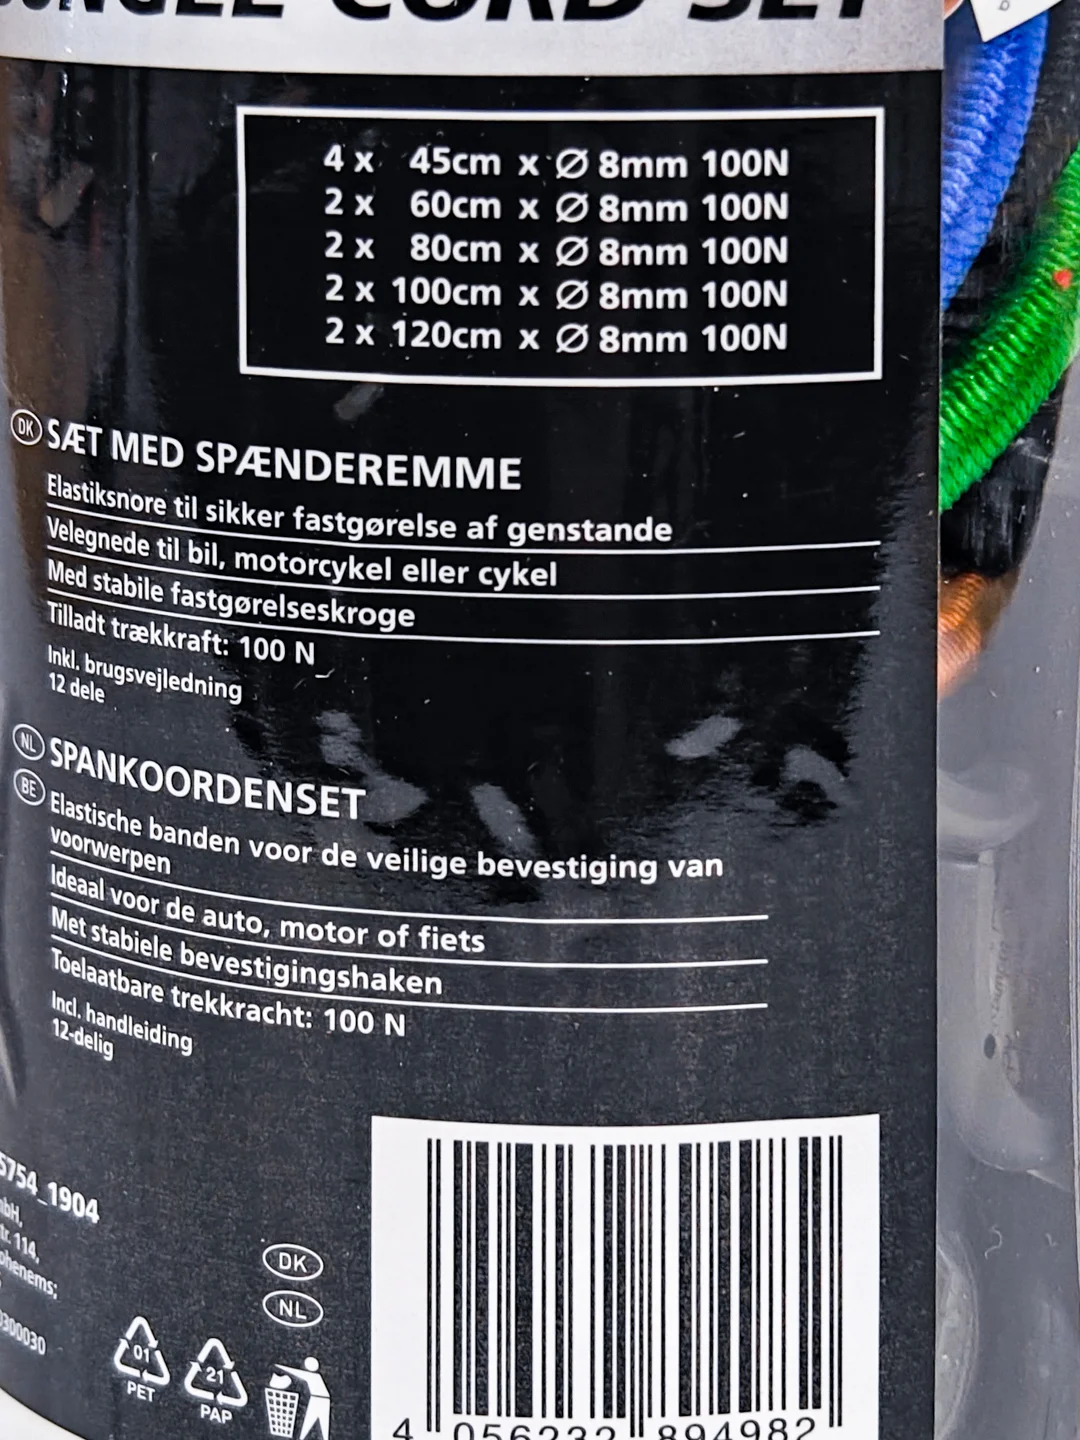 CORD SET
4 x 45cm x Ø 8mm 100N
2 x 60cm x Ø 8mm 100N
2 x 80cm x Ø 8mm 100N
2 x 100cm x Ø 8mm 100N
2 x 120cm x Ø 8mm 100N
DK SÆT MED SPÆNDEREMME
Elastiksnore til sikker fastgørelse af genstande
Velegnede til bil, motorcykel eller cykel
Med stabile fastgørelseskroge
Tilladt trækkraft: 100 N
Inkl. brugsvejledning
12 dele
NL SPANKOORDENSET
BE
Elastische banden voor de veilige bevestiging van
voorwerpen
Ideaal voor de auto, motor of fiets
Met stabiele bevestigingshaken
Toelaatbare trekkracht: 100 N
Incl. handleiding
12-delig
5754_1904
114,
DK
NL
01
PET
21
PAP
4 056232 894982